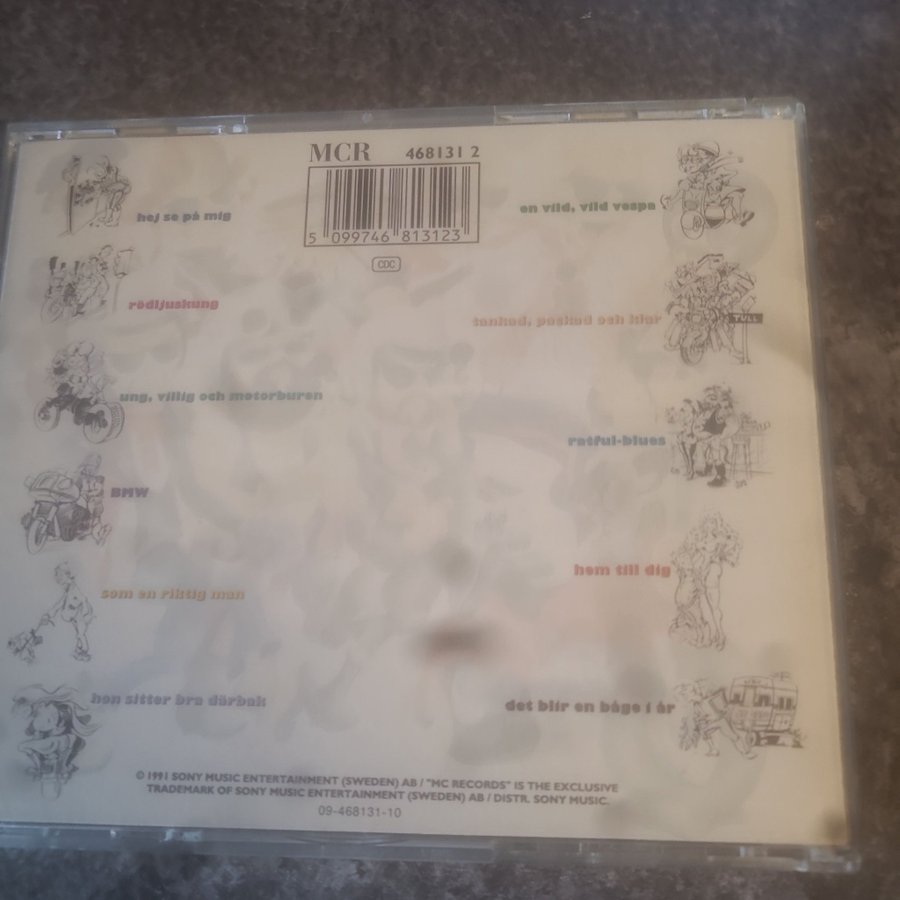 MCR 468131 2
5 099746 813123
CDC
hej se på mig
rödljuskung
ung, villig och motorburen
BMW
som en riktig man
hon sitter bra därbak
en vild, vild vespa
tankad, packad och klar
TULL
ratful-blues
hem till dig
det blir en båge i år
© 1991 SONY MUSIC ENTERTAINMENT (SWEDEN) AB / "MC RECORDS" IS THE EXCLUSIVE
TRADEMARK OF SONY MUSIC ENTERTAINMENT (SWEDEN) AB / DISTR. SONY MUSIC.
09-468131-10